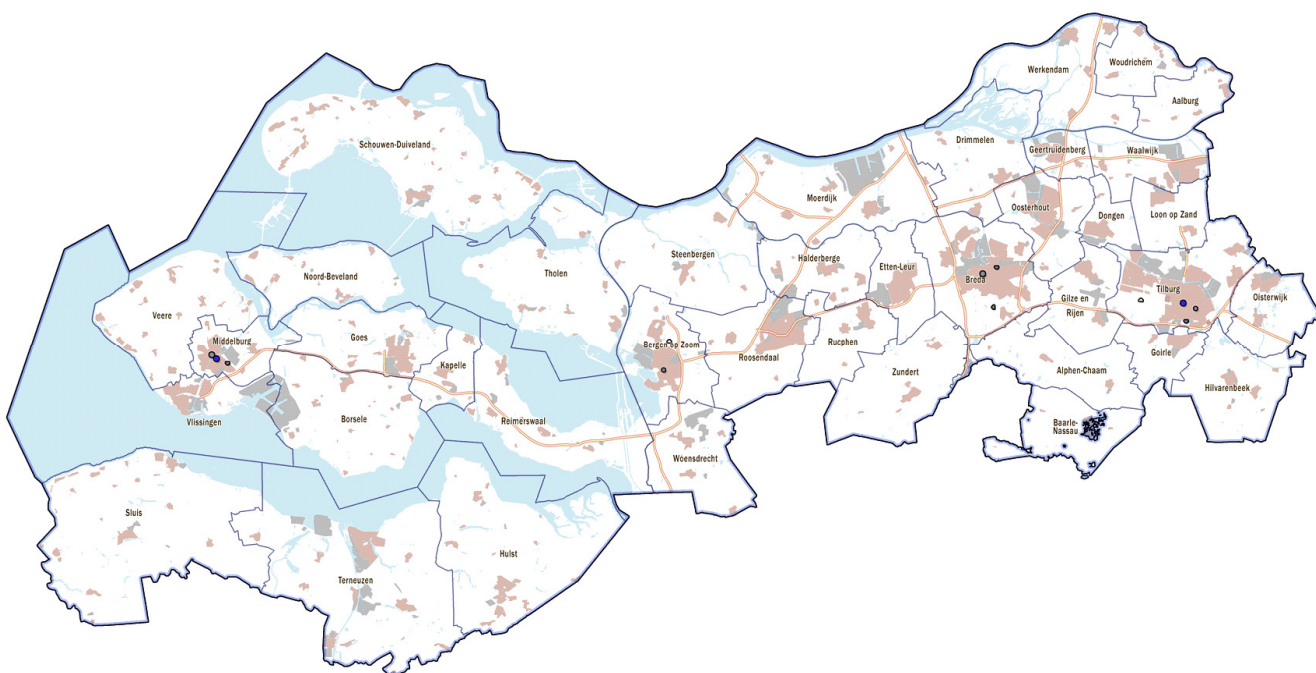 Werkendam
Woudrichem
Aalburg
Schouwen-Duiveland
Drimmelen
Geertruidenberg
Waalwijk
Moerdijk
Oosterhout
Dongen
Loon op Zand
Steenbergen
Halderberge
Etten-Leur
Tholen
Noord-Beveland
Breda
Tilburg
Gilze en
Rijen
Oisterwijk
Veere
Middelburg
Goes
Kapelle
Bergen op Zoom
Roosendaal
Rucphen
Goirle
Zundert
Alphen-Chaam
Hilvarenbeek
Vlissingen
Borsele
Reimerswaal
Baarle-
Nassau
Woensdrecht
Sluis
Hulst
Terneuzen